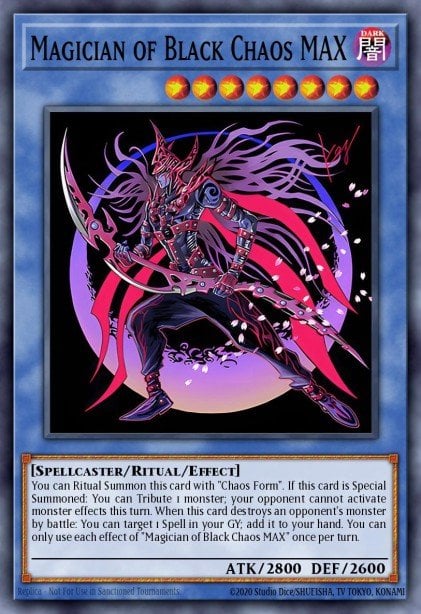 Magician of Black Chaos MAX
DARK
闇
Kay
[Spellcaster/Ritual/Effect]
You can Ritual Summon this card with "Chaos Form". If this card is Special
Summoned: You can Tribute 1 monster; your opponent cannot activate
monster effects this turn. When this card destroys an opponent's monster
by battle: You can target 1 Spell in your GY; add it to your hand. You can
only use each effect of "Magician of Black Chaos MAX" once per turn.
ATK/2800 DEF/2600
Replica - Not For Use in Sanctioned Tournaments.
©2020 Studio Dice/SHUEISHA, TV TOKYO, KONAMI